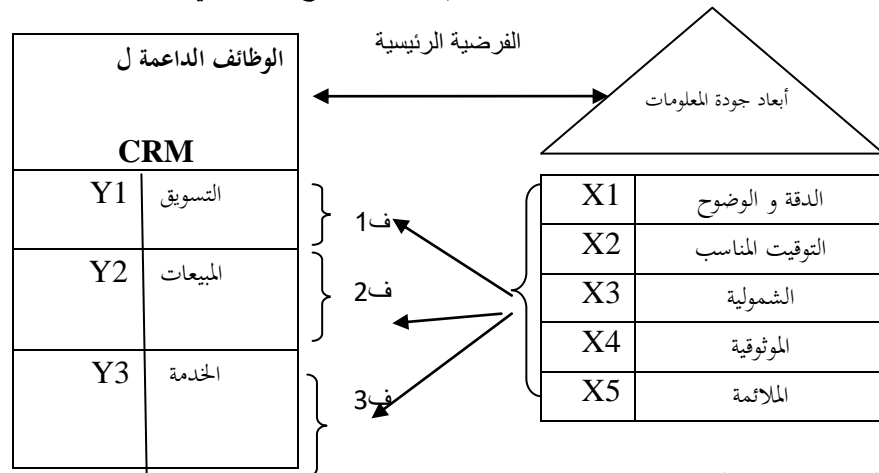 الفرضية الرئيسية
أبعاد جودة المعلومات
X1 الدقة و الوضوح
X2 التوقيت المناسب
X3 الشمولية
X4 الموثوقية
X5 الملائمة
ف1
ف2
ف3
الوظائف الداعمة ل
CRM
Y1 التسويق
Y2 المبيعات
Y3 الخدمة